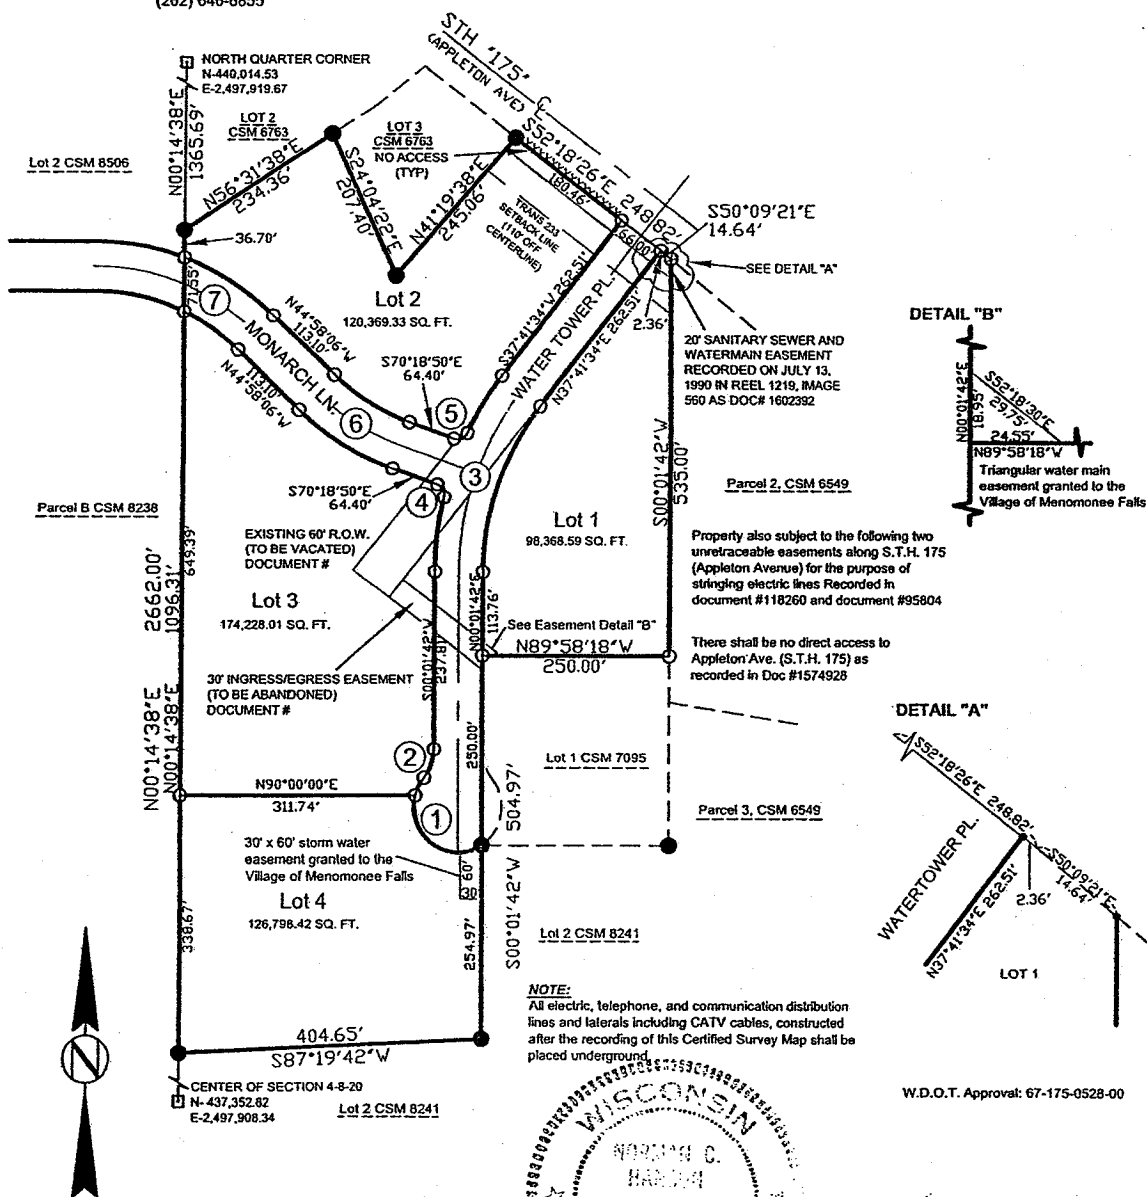 (262) 646-6855
STH "175"
(APPLETON AVE)
NORTH QUARTER CORNER
N-440,014.53
E-2,497,919.67
N00°14'38"E
1365.69'
LOT 2
CSM 6763
LOT 3
CSM 6763
NO ACCESS
(TYP)
Lot 2 CSM 8506
S52°18'26"E 248.82'
180.46'
66.00'
N56°31'38"E
234.36'
S24°04'22"E
207.40'
N41°19'38"E
245.06'
TRANS 233
SETBACK LINE
(110' OFF
CENTERLINE)
S50°09'21"E
14.64'
SEE DETAIL "A"
36.70'
71.55'
7
Lot 2
120,369.33 SQ. FT.
S37°41'34"W 262.51'
WATER TOWER PL.
N37°41'34"E 262.51'
2.36'
20' SANITARY SEWER AND
WATERMAIN EASEMENT
RECORDED ON JULY 13,
1990 IN REEL 1219, IMAGE
560 AS DOC# 1602392
DETAIL "B"
N00°01'42"E
18.95'
S52°18'30"E
29.75'
24.55'
N89°58'18"W
Triangular water main
easement granted to the
Village of Menomonee Falls
N44°58'06"W
113.10'
MONARCH LN.
113.10'
N44°58'06"W
S70°18'50"E
64.40'
5
6
3
4
S70°18'50"E
64.40'
S00°01'42"W
535.00'
Parcel 2, CSM 6549
Parcel B CSM 8238
EXISTING 60' R.O.W.
(TO BE VACATED)
DOCUMENT #
Lot 1
98,368.59 SQ. FT.
Property also subject to the following two
unretraceable easements along S.T.H. 175
(Appleton Avenue) for the purpose of
stringing electric lines Recorded in
document #118260 and document #95804
2662.00'
1096.31'
649.39'
Lot 3
174,228.01 SQ. FT.
N00°01'42"E
113.76'
See Easement Detail "B"
N89°58'18"W
250.00'
There shall be no direct access to
Appleton Ave. (S.T.H. 175) as
recorded in Doc #1574928
30' INGRESS/EGRESS EASEMENT
(TO BE ABANDONED)
DOCUMENT #
S00°01'42"W
237.81'
N00°14'38"E
N00°14'38"E
2
250.00'
Lot 1 CSM 7095
DETAIL "A"
S52°18'26"E 248.82'
S50°09'21"E
14.64'
2.36'
WATERTOWER PL.
N37°41'34"E 262.51'
LOT 1
N90°00'00"E
311.74'
1
504.97'
Parcel 3, CSM 6549
30' x 60' storm water
easement granted to the
Village of Menomonee Falls
60'
30'
Lot 4
126,798.42 SQ. FT.
338.67'
254.97'
S00°01'42"W
Lot 2 CSM 8241
NOTE:
All electric, telephone, and communication distribution
lines and laterals including CATV cables, constructed
after the recording of this Certified Survey Map shall be
placed underground.
404.65'
S87°19'42"W
N
CENTER OF SECTION 4-8-20
N- 437,352.82
E-2,497,908.34
Lot 2 CSM 8241
W.D.O.T. Approval: 67-175-0528-00
WISCONSIN
NORMAN C.